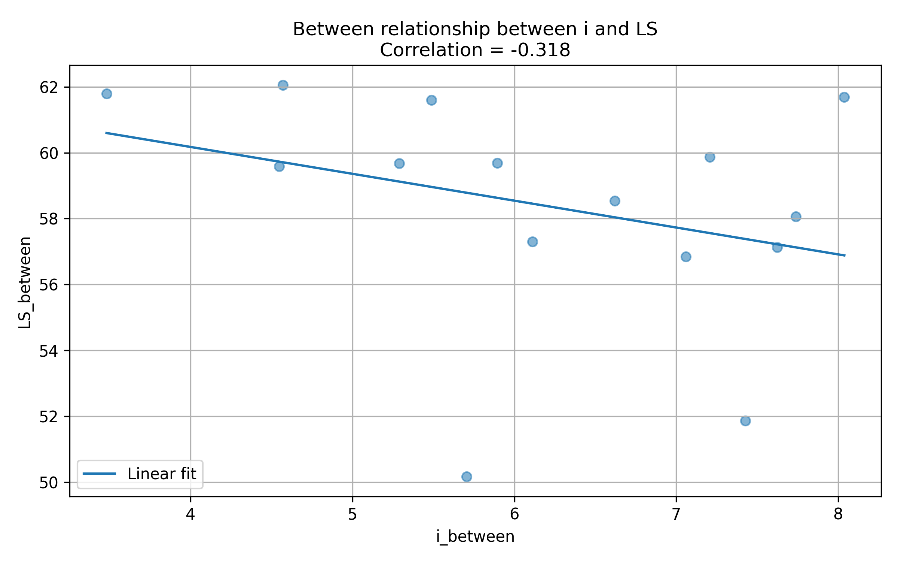 Between relationship between i and LS
Correlation = -0.318
LS_between
62
60
58
56
54
52
50
Linear fit
4 5 6 7 8
i_between